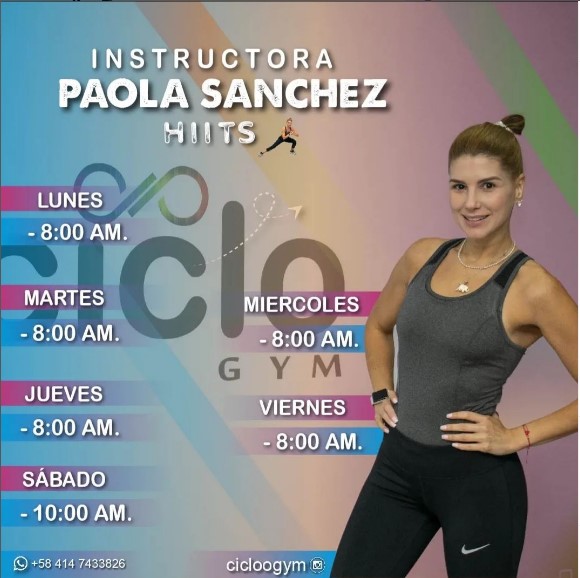 INSTRUCTORA
PAOLA SANCHEZ
HIITS
LUNES
- 8:00 AM.
ciclo
GYM
MARTES
- 8:00 AM.
MIERCOLES
- 8:00 AM.
JUEVES
- 8:00 AM.
VIERNES
- 8:00 AM.
SÁBADO
- 10:00 AM.
+58 414 7433826
cicloogym